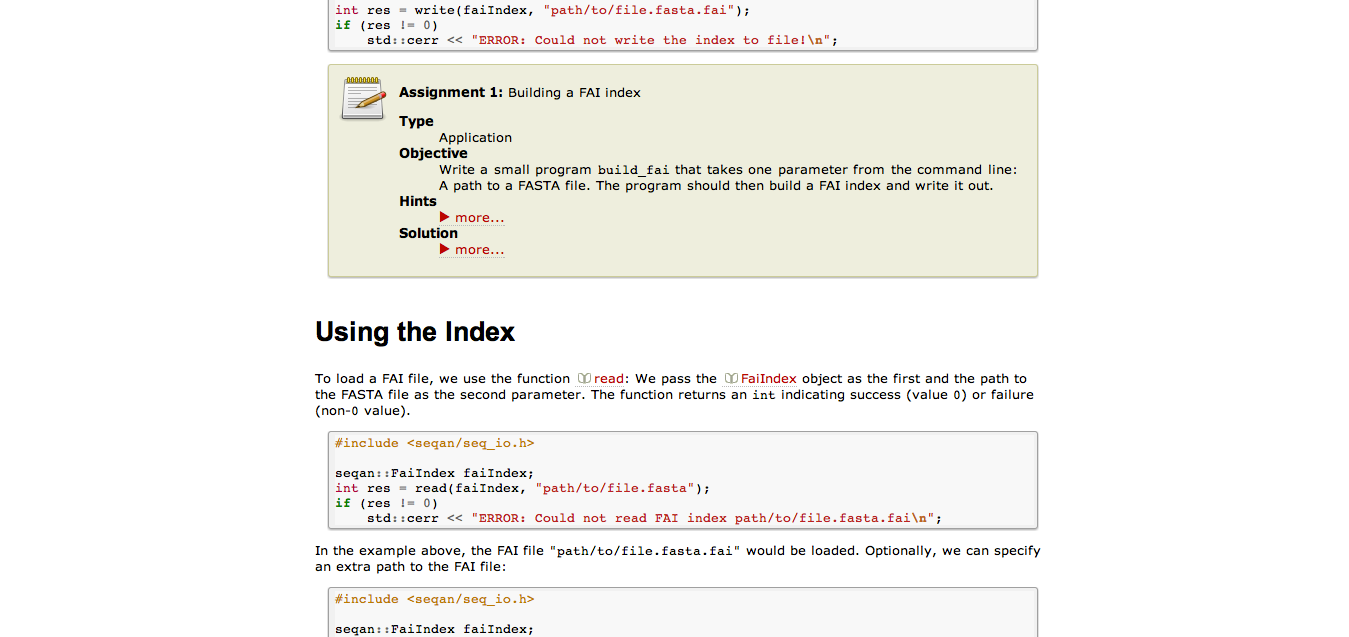 int res = write(faiIndex, "path/to/file.fasta.fai");
if (res != 0)
    std::cerr << "ERROR: Could not write the index to file!\n";
Assignment 1: Building a FAI index
Type
Application
Objective
Write a small program build_fai that takes one parameter from the command line:
A path to a FASTA file. The program should then build a FAI index and write it out.
Hints
more...
Solution
more...
Using the Index
To load a FAI file, we use the function read: We pass the FaiIndex object as the first and the path to
the FASTA file as the second parameter. The function returns an int indicating success (value 0) or failure
(non-0 value).
#include <seqan/seq_io.h>
seqan::FaiIndex faiIndex;
int res = read(faiIndex, "path/to/file.fasta");
if (res != 0)
    std::cerr << "ERROR: Could not read FAI index path/to/file.fasta.fai\n";
In the example above, the FAI file "path/to/file.fasta.fai" would be loaded. Optionally, we can specify
an extra path to the FAI file:
#include <seqan/seq_io.h>
seqan::FaiIndex faiIndex;